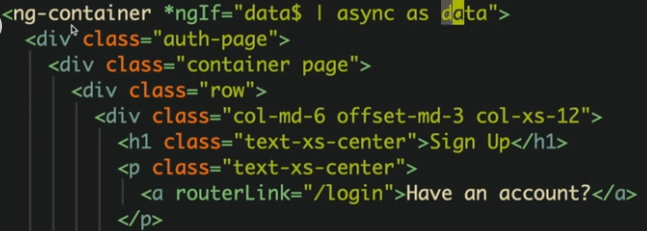 <ng-container *ngIf="data$ | async as data">
<div class="auth-page">
<div class="container page">
<div class="row">
<div class="col-md-6 offset-md-3 col-xs-12">
<h1 class="text-xs-center">Sign Up</h1>
<p class="text-xs-center">
<a routerLink="/login">Have an account?</a>
</p>